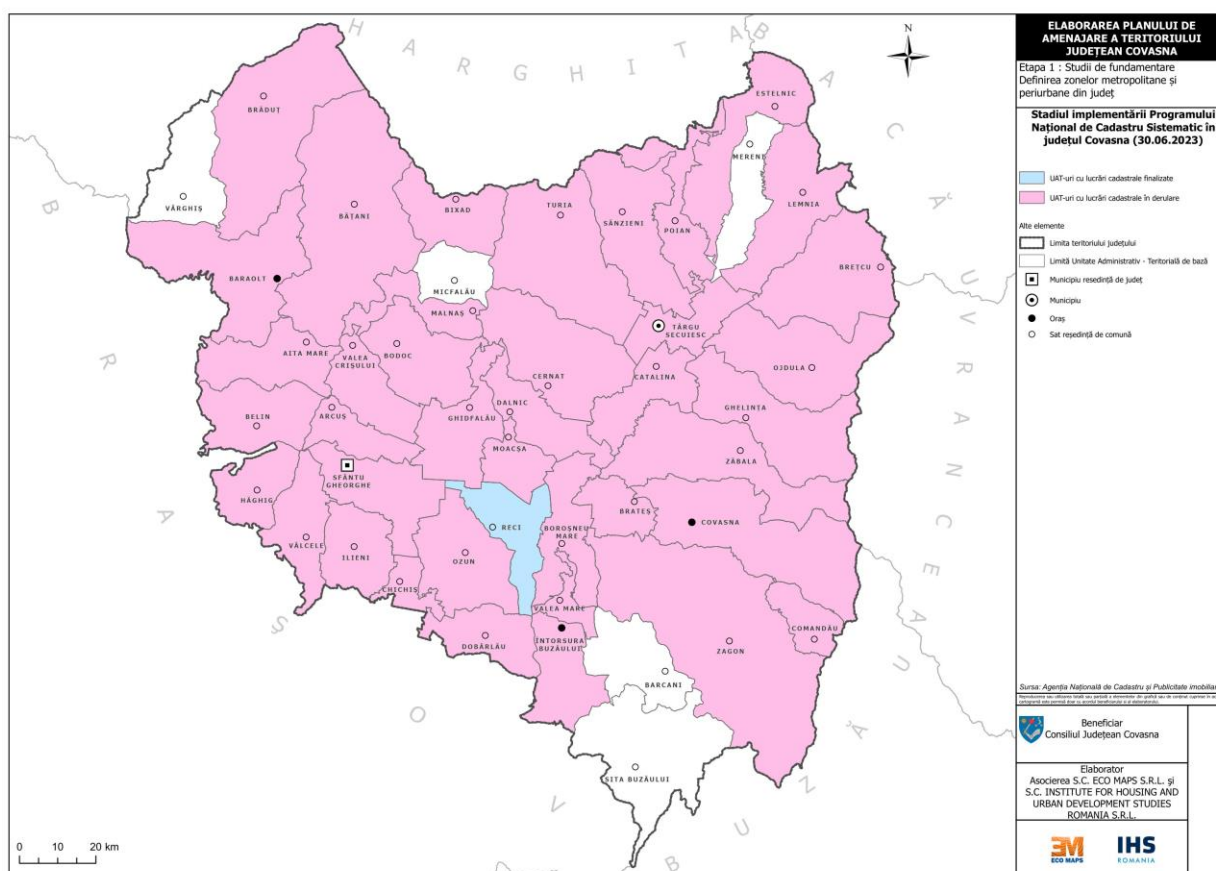 HARGHITA
BACĂU
VRANCEA
BUZĂU
BRAȘOV
N
ESTELNIC
BRĂDUȚ
MERENI
VÂRGHIȘ
BĂȚANI
BIXAD
TURIA
SÂNZIENI
POIAN
LEMNIA
BREȚCU
BARAOLT
MICFALĂU
MALNAȘ
TÂRGU
SECUIESC
AITA MARE
VALEA
CRIȘULUI
BODOC
CERNAT
CATALINA
OJDULA
BELIN
ARCUȘ
GHIDFALĂU
DALNIC
MOACȘA
GHELINȚA
ZĂBALA
SFÂNTU
GHEORGHE
HĂGHIG
RECI
BRATEȘ
COVASNA
BOROȘNEU
MARE
VÂLCELE
ILIENI
OZUN
CHICHIȘ
VALEA MARE
DOBÂRLĂU
ÎNTORSURA
BUZĂULUI
ZAGON
COMANDĂU
BARCANI
SITA BUZĂULUI
0 10 20 km
ELABORAREA PLANULUI DE
AMENAJARE A TERITORIULUI
JUDEȚEAN COVASNA
Etapa 1 : Studii de fundamentare
Definirea zonelor metropolitane și
periurbane din județ
Stadiul implementării Programului
Național de Cadastru Sistematic în
județul Covasna (30.06.2023)
UAT-uri cu lucrări cadastrale finalizate
UAT-uri cu lucrări cadastrale în derulare
Alte elemente
Limita teritoriului județului
Limită Unitate Administrativ - Teritorială de bază
Municipiu reședință de județ
Municipiu
Oraș
Sat reședință de comună
Sursa: Agenția Națională de Cadastru și Publicitate imobiliar
Beneficiar
Consiliul Județean Covasna
Elaborator
Asocierea S.C. ECO MAPS S.R.L. și
S.C. INSTITUTE FOR HOUSING AND
URBAN DEVELOPMENT STUDIES
ROMANIA S.R.L.
EM
ECO MAPS
IHS
ROMANIA